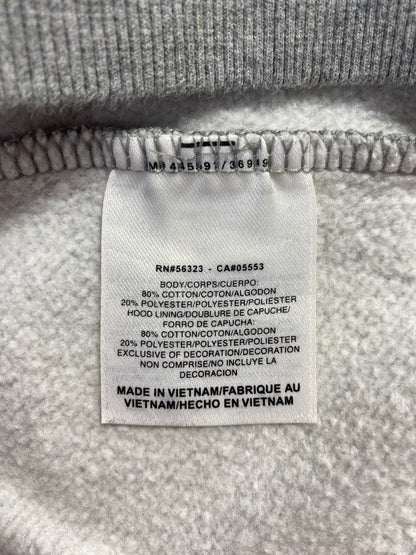 M#445891/36949
RN#56323 - CA#05553
BODY/CORPS/CUERPO:
80% COTTON/COTON/ALGODON
20% POLYESTER/POLYESTER/POLIESTER
HOOD LINING/DOUBLURE DE CAPUCHE/
FORRO DE CAPUCHA:
80% COTTON/COTON/ALGODON
20% POLYESTER/POLYESTER/POLIESTER
EXCLUSIVE OF DECORATION/DECORATION
NON COMPRISE/NO INCLUYE LA
DECORACION
MADE IN VIETNAM/FABRIQUE AU
VIETNAM/HECHO EN VIETNAM